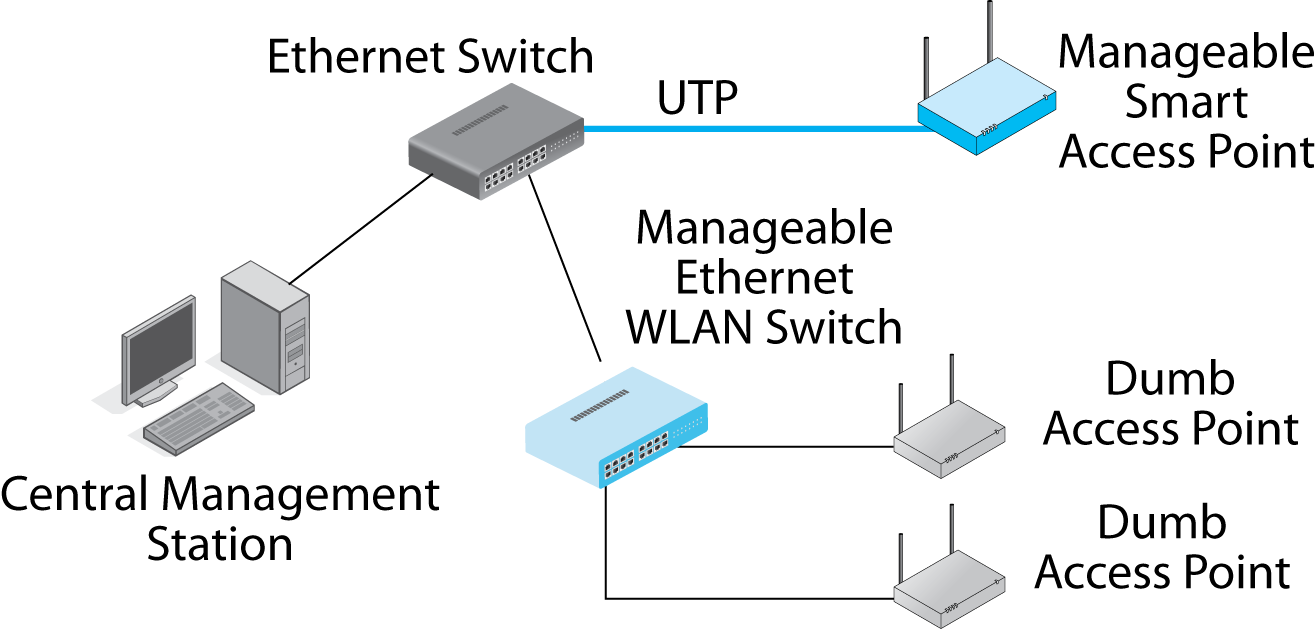 Ethernet Switch
UTP
Manageable
Smart
Access Point
Manageable
Ethernet
WLAN Switch
Dumb
Access Point
Central Management
Station
Dumb
Access Point